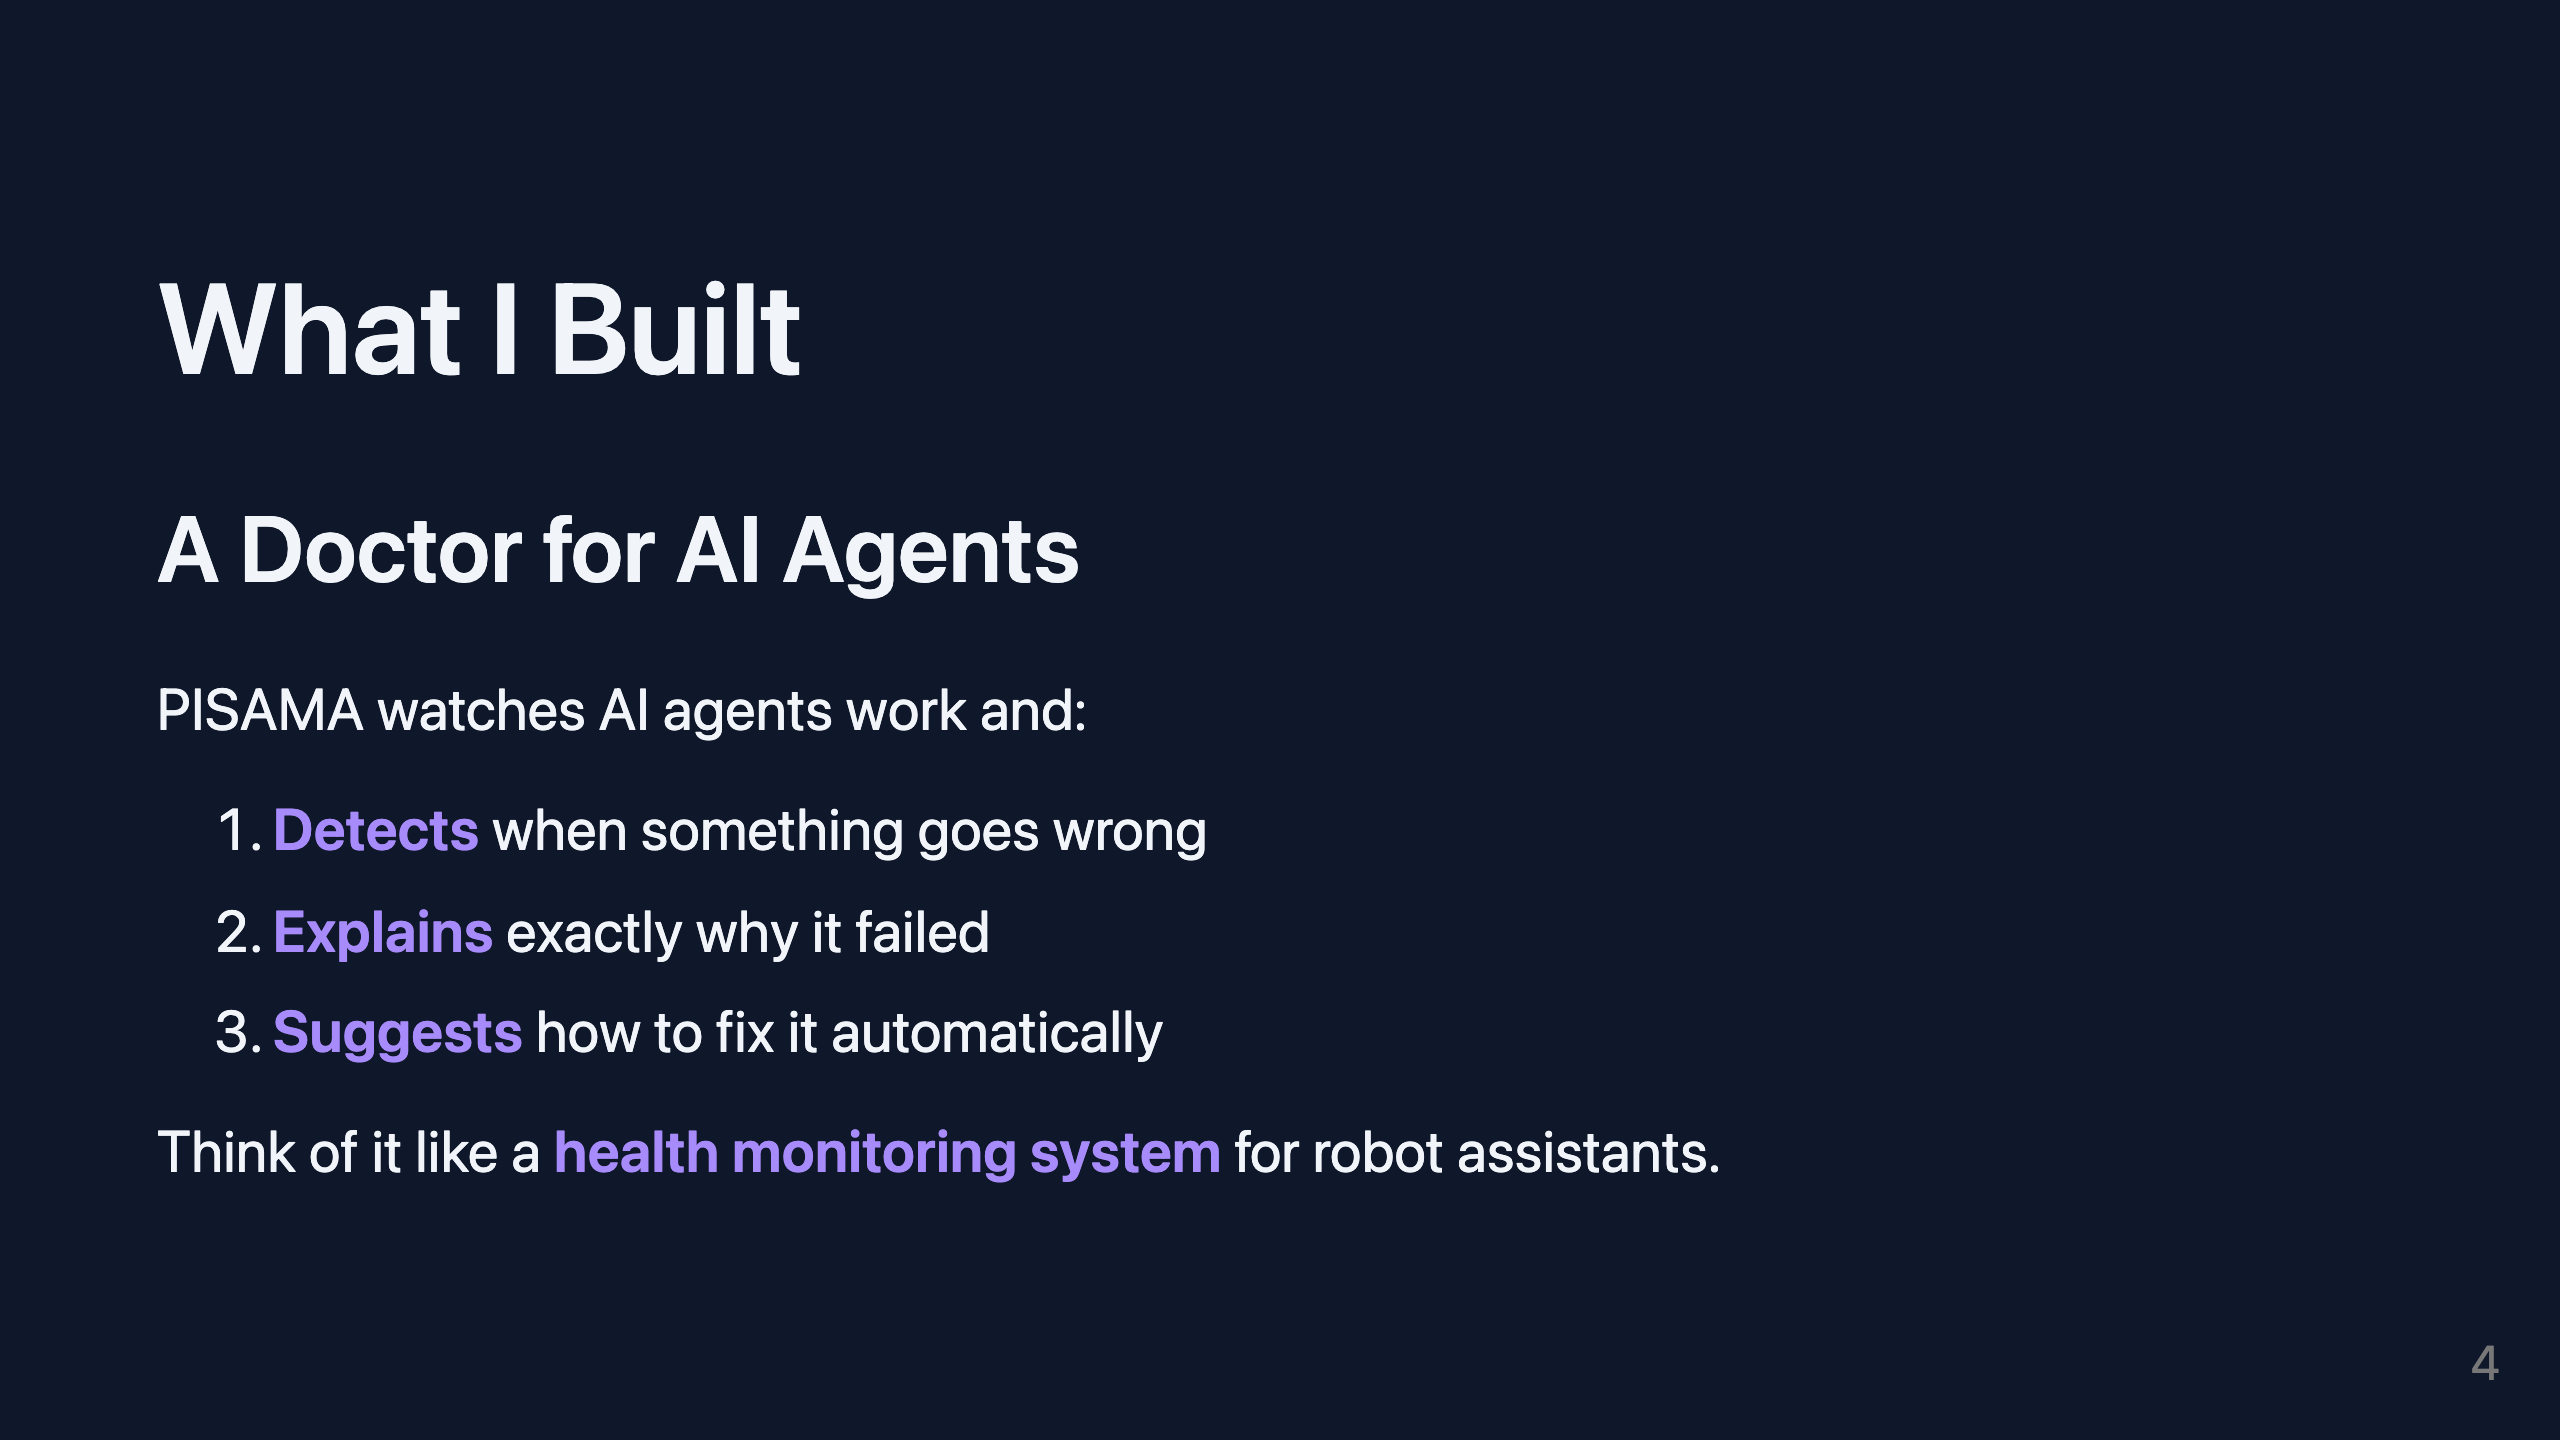 What I Built
A Doctor for AI Agents
PISAMA watches AI agents work and:
1. Detects when something goes wrong
2. Explains exactly why it failed
3. Suggests how to fix it automatically
Think of it like a health monitoring system for robot assistants.
4